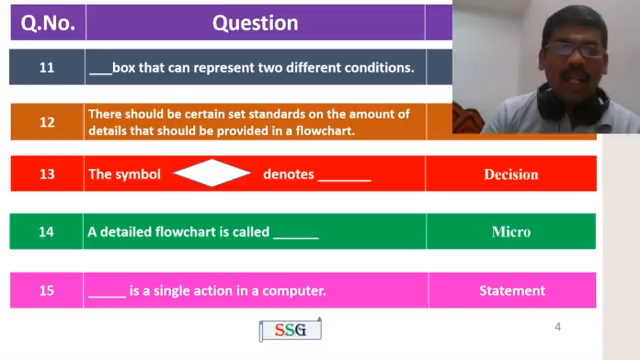 Q.No. Question
11 ___box that can represent two different conditions.
12 There should be certain set standards on the amount of
details that should be provided in a flowchart.
13 The symbol denotes _______ Decision
14 A detailed flowchart is called ______ Micro
15 _____ is a single action in a computer. Statement
SSG
4